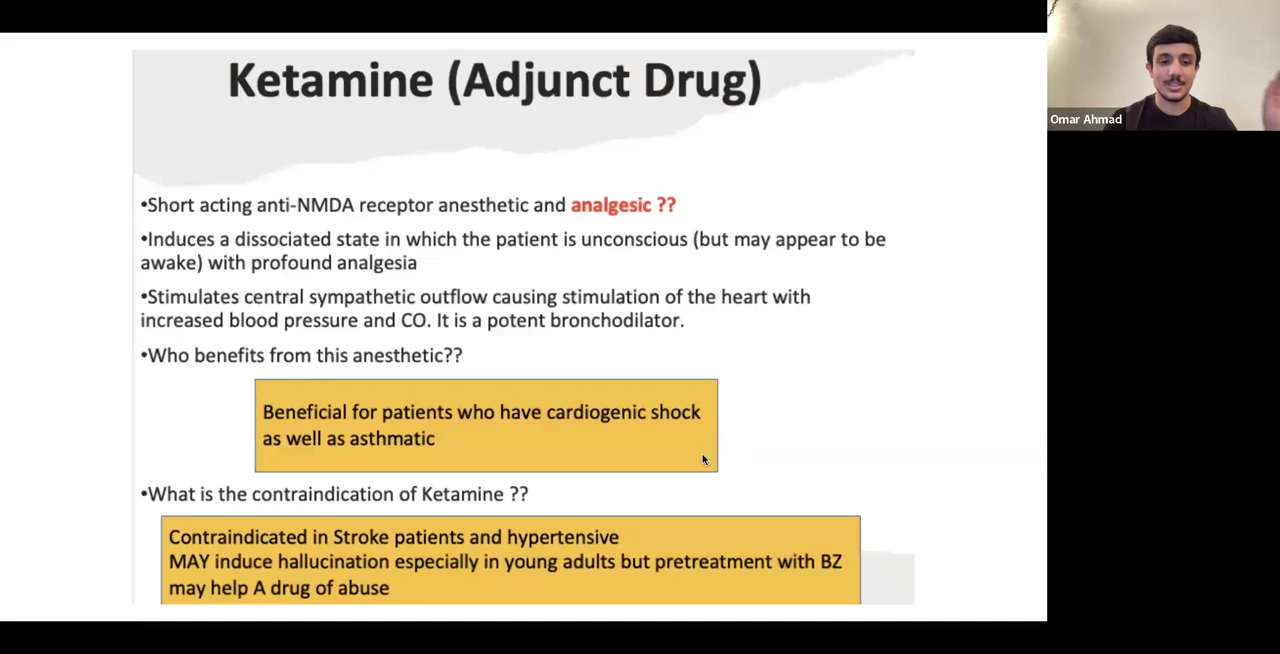 Ketamine (Adjunct Drug)
Omar Ahmad
•Short acting anti-NMDA receptor anesthetic and analgesic ??
•Induces a dissociated state in which the patient is unconscious (but may appear to be
awake) with profound analgesia
•Stimulates central sympathetic outflow causing stimulation of the heart with
increased blood pressure and CO. It is a potent bronchodilator.
•Who benefits from this anesthetic??
Beneficial for patients who have cardiogenic shock
as well as asthmatic
•What is the contraindication of Ketamine ??
Contraindicated in Stroke patients and hypertensive
MAY induce hallucination especially in young adults but pretreatment with BZ
may help A drug of abuse